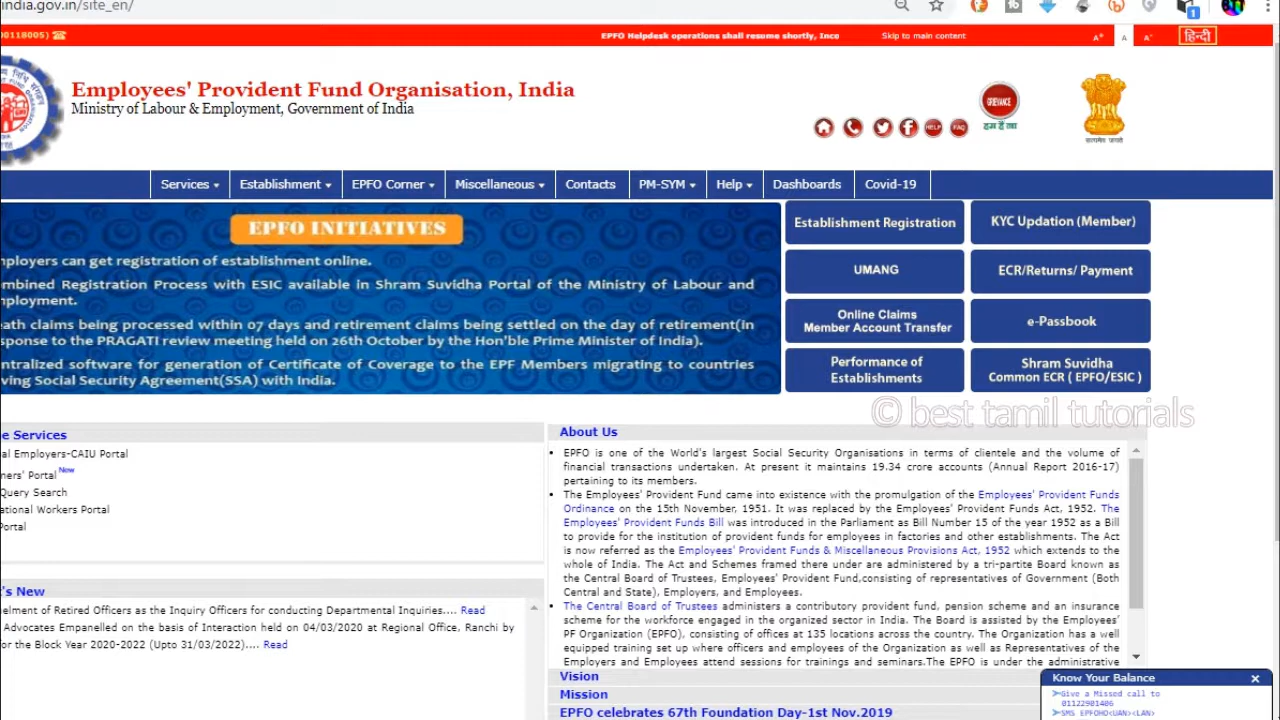 india.gov.in/site_en/
00118005) EPFO Helpdesk operations shall resume shortly, Ince Skip to main content A+ A A- हिन्दी
Employees' Provident Fund Organisation, India
Ministry of Labour & Employment, Government of India
GRIEVANCE
हम हैं ना
HELP FAQ
सत्यमेव जयते
Services Establishment EPFO Corner Miscellaneous Contacts PM-SYM Help Dashboards Covid-19
EPFO INITIATIVES
mployers can get registration of establishment online.
mbined Registration Process with ESIC available in Shram Suvidha Portal of the Ministry of Labour and
mployment.
eath claims being processed within 07 days and retirement claims being settled on the day of retirement(in
sponse to the PRAGATI review meeting held on 26th October by the Hon'ble Prime Minister of India).
ntralized software for generation of Certificate of Coverage to the EPF Members migrating to countries
ving Social Security Agreement(SSA) with India.
Establishment Registration
KYC Updation (Member)
UMANG
ECR/Returns/ Payment
Online Claims
Member Account Transfer
e-Passbook
Performance of
Establishments
Shram Suvidha
Common ECR ( EPFO/ESIC )
© best tamil tutorials
e Services
al Employers-CAIU Portal
ners' Portal New
Query Search
ational Workers Portal
Portal
's New
elment of Retired Officers as the Inquiry Officers for conducting Departmental Inquiries.... Read
Advocates Empanelled on the basis of Interaction held on 04/03/2020 at Regional Office, Ranchi by
for the Block Year 2020-2022 (Upto 31/03/2022).... Read
About Us
EPFO is one of the World's largest Social Security Organisations in terms of clientele and the volume of
financial transactions undertaken. At present it maintains 19.34 crore accounts (Annual Report 2016-17)
pertaining to its members.
The Employees' Provident Fund came into existence with the promulgation of the Employees' Provident Funds
Ordinance on the 15th November, 1951. It was replaced by the Employees' Provident Funds Act, 1952. The
Employees' Provident Funds Bill was introduced in the Parliament as Bill Number 15 of the year 1952 as a Bill
to provide for the institution of provident funds for employees in factories and other establishments. The Act
is now referred as the Employees' Provident Funds & Miscellaneous Provisions Act, 1952 which extends to the
whole of India. The Act and Schemes framed there under are administered by a tri-partite Board known as
the Central Board of Trustees, Employees' Provident Fund,consisting of representatives of Government (Both
Central and State), Employers, and Employees.
The Central Board of Trustees administers a contributory provident fund, pension scheme and an insurance
scheme for the workforce engaged in the organized sector in India. The Board is assisted by the Employees'
PF Organization (EPFO), consisting of offices at 135 locations across the country. The Organization has a well
equipped training set up where officers and employees of the Organization as well as Representatives of the
Employers and Employees attend sessions for trainings and seminars.The EPFO is under the administrative
Vision
Mission
EPFO celebrates 67th Foundation Day-1st Nov.2019
Know Your Balance
Give a Missed call to
01122901406
SMS EPFOHO<UAN><LAN>